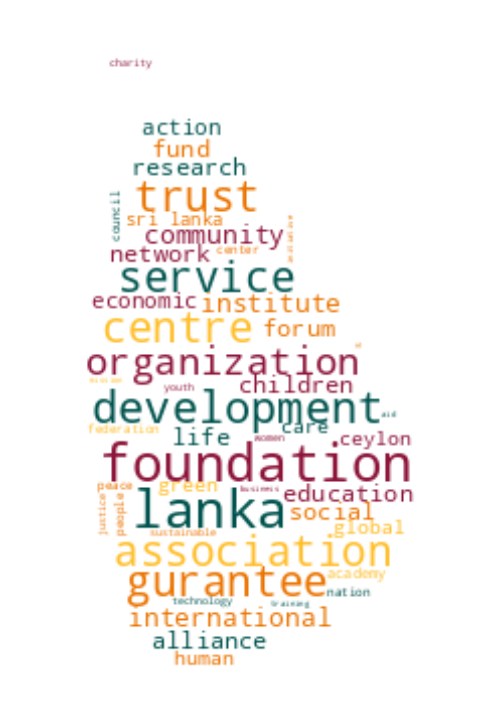 charity
action
fund
research
trust
council
sri lanka
community
network center
service
economic institute
centre forum
organization
youth children
development
aid
federation life care
women ceylon
foundation
peace green business education
justice people lanka social
sustainable global
association
academy
gurantee nation
technology training
international
alliance
human